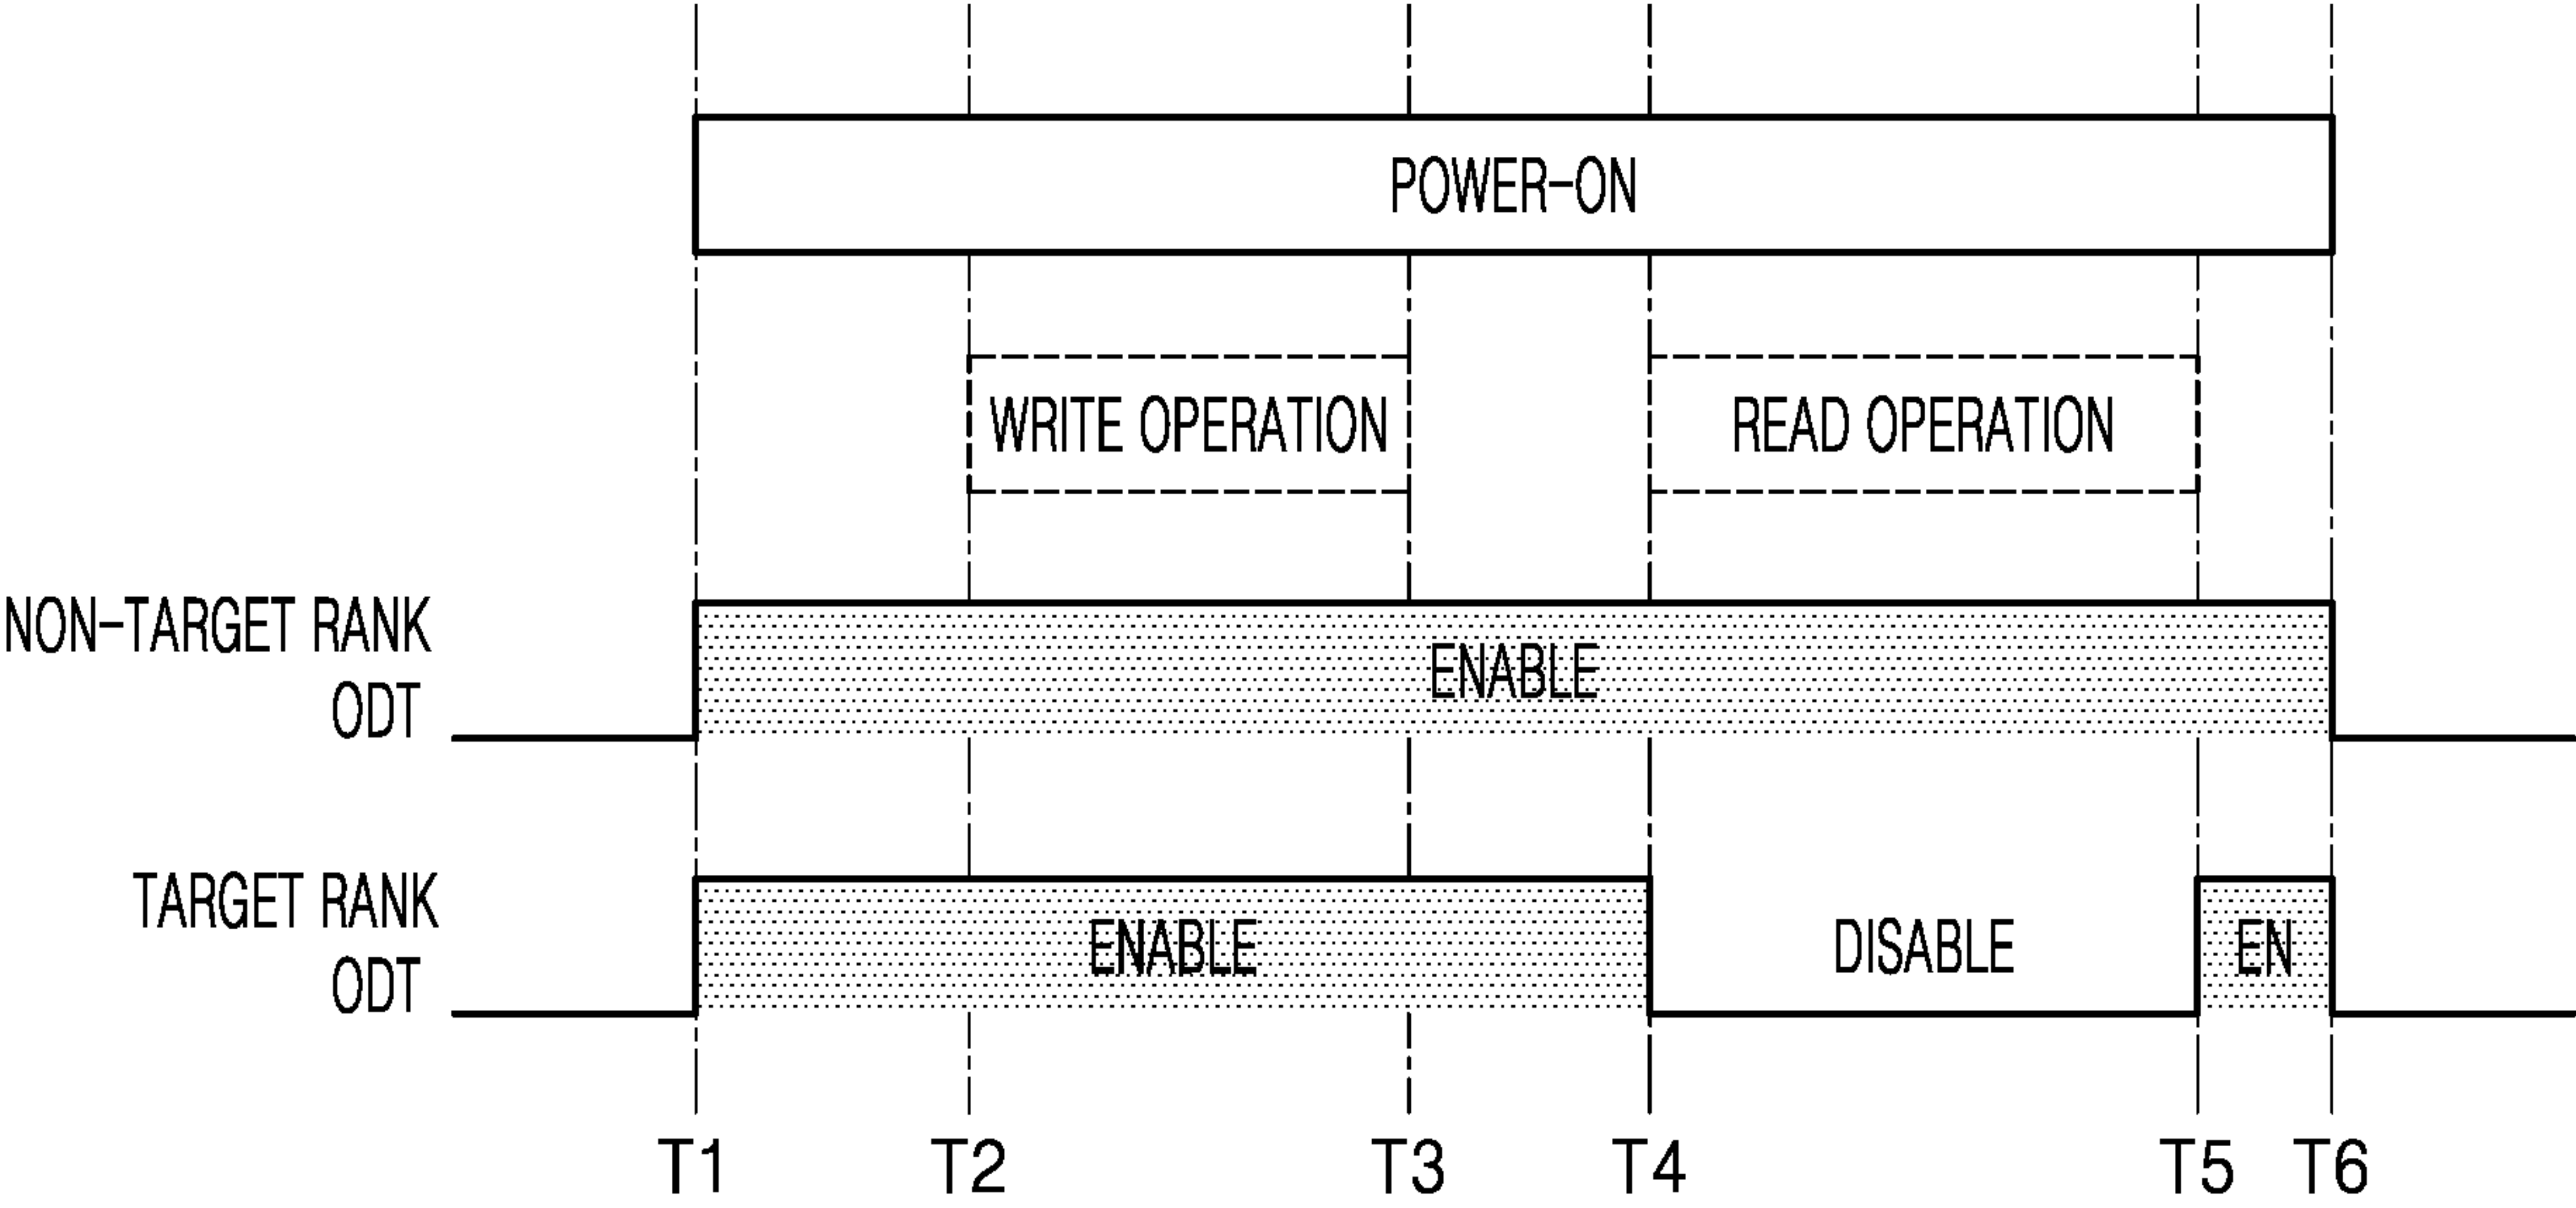 POWER-ON
WRITE OPERATION
READ OPERATION
NON-TARGET RANK
ODT
ENABLE
TARGET RANK
ODT
ENABLE
DISABLE
EN
T1
T2
T3
T4
T5
T6